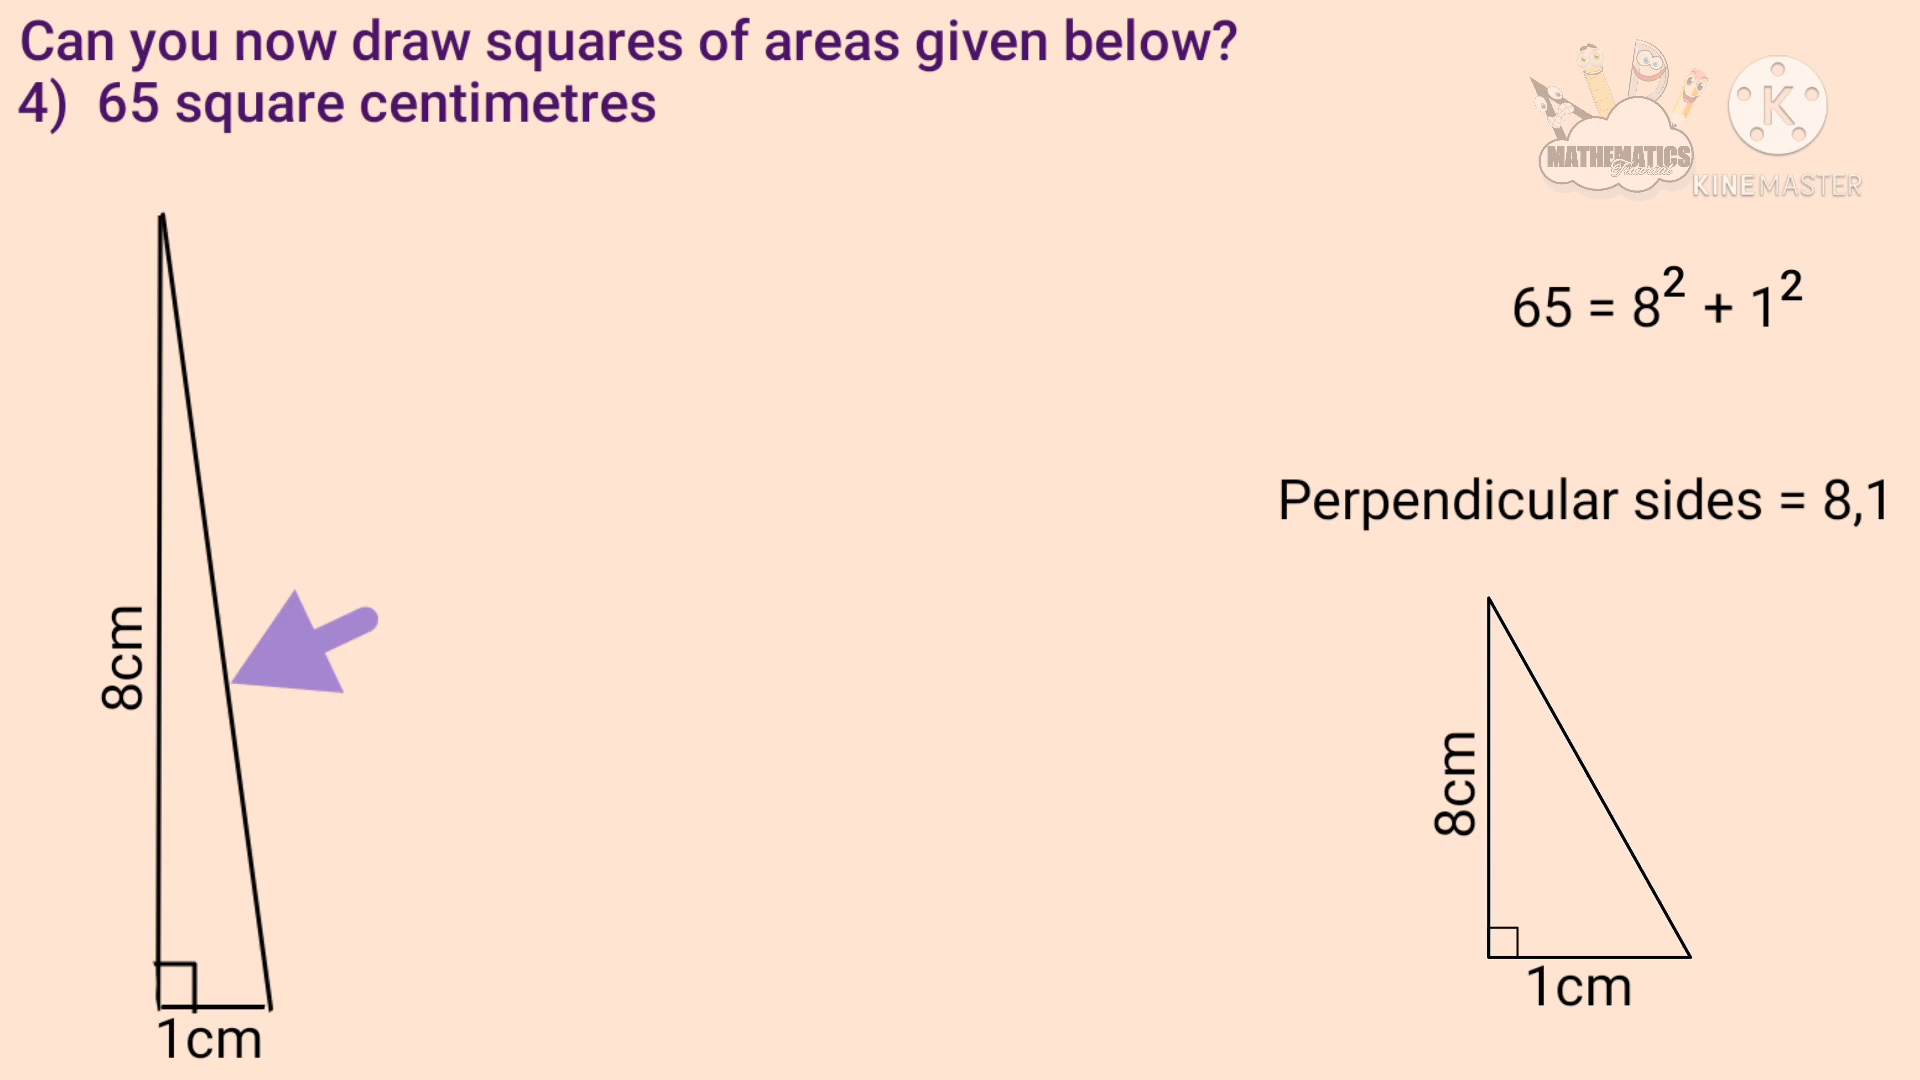 Can you now draw squares of areas given below?
4) 65 square centimetres
MATHEMATICS
Tutorial
K
KINEMASTER
65 = 8² + 1²
Perpendicular sides = 8,1
8cm
1cm
8cm
1cm